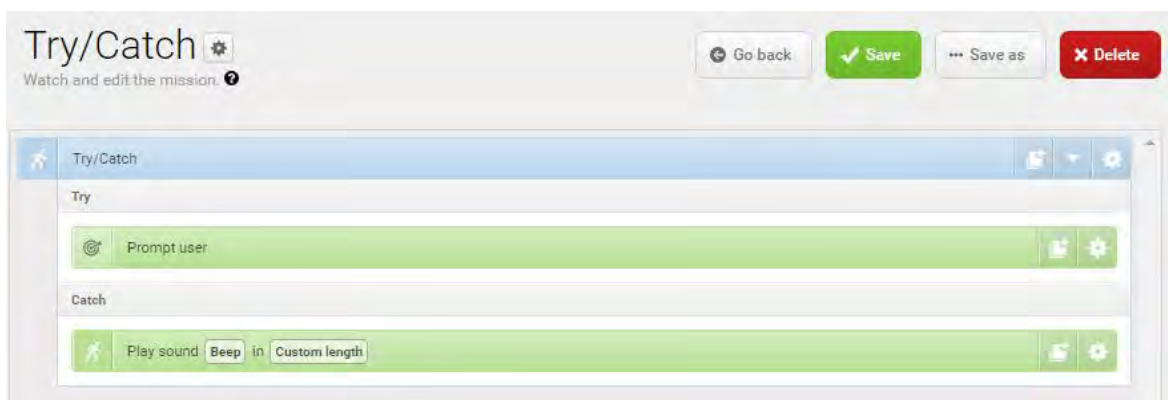 Try/Catch
Go back
Save
Save as
Delete
Watch and edit the mission.
Try/Catch
Try
Prompt user
Catch
Play sound Beep in Custom length